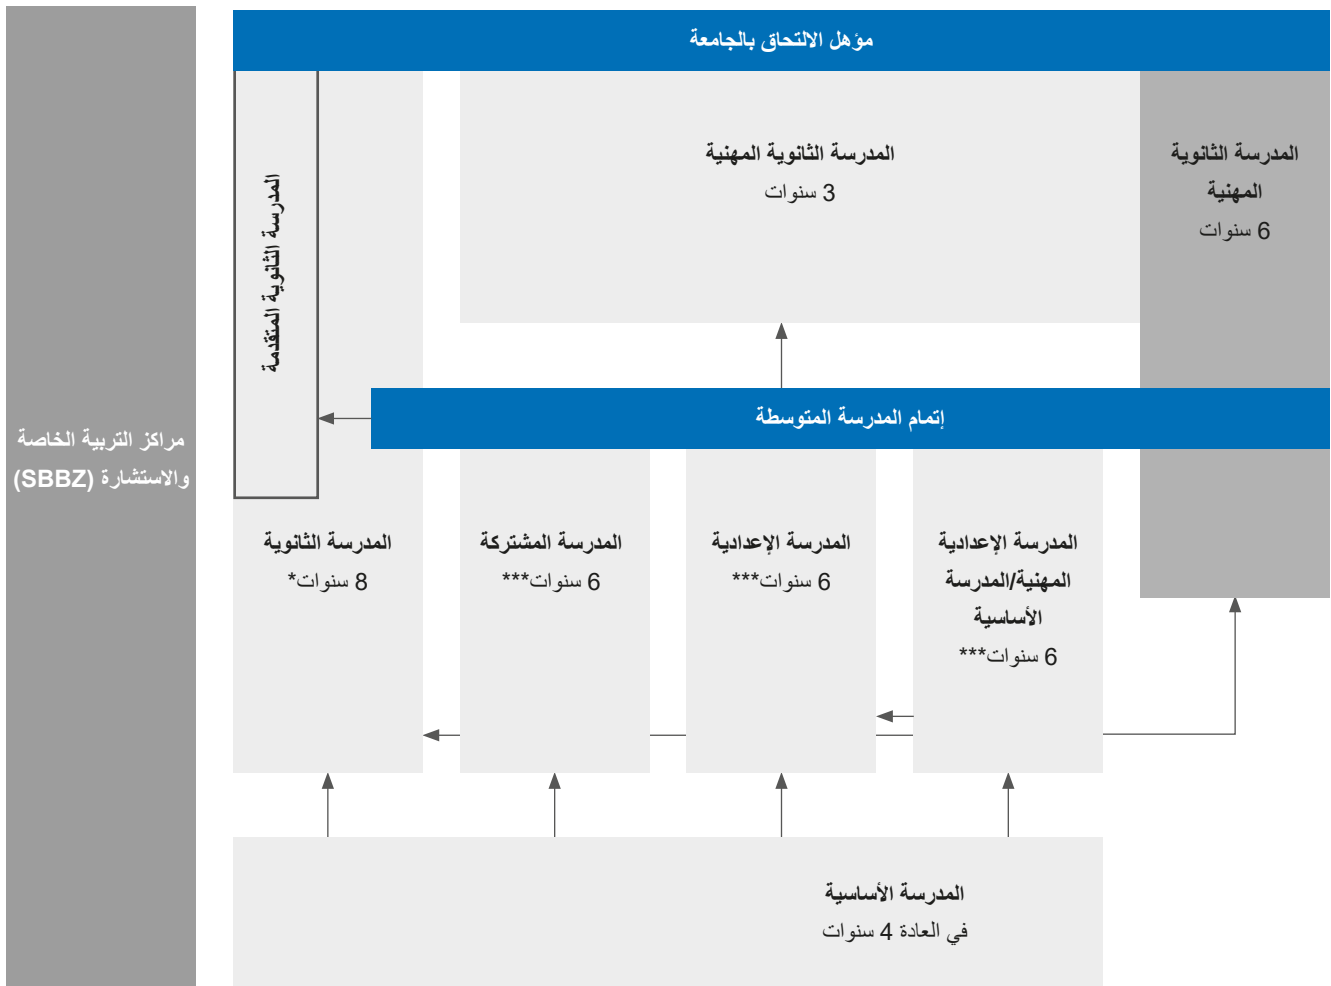 مؤهل الالتحاق بالجامعة
المدرسة الثانوية
المهنية
6 سنوات
المدرسة الثانوية المهنية
3 سنوات
المدرسة الثانوية المتقدمة
إتمام المدرسة المتوسطة
مراكز التربية الخاصة
والاستشارة (SBBZ)
المدرسة الإعدادية
المهنية/المدرسة
الأساسية
6 سنوات***
المدرسة الإعدادية
6 سنوات***
المدرسة المشتركة
6 سنوات***
المدرسة الثانوية
8 سنوات*
المدرسة الأساسية
في العادة 4 سنوات